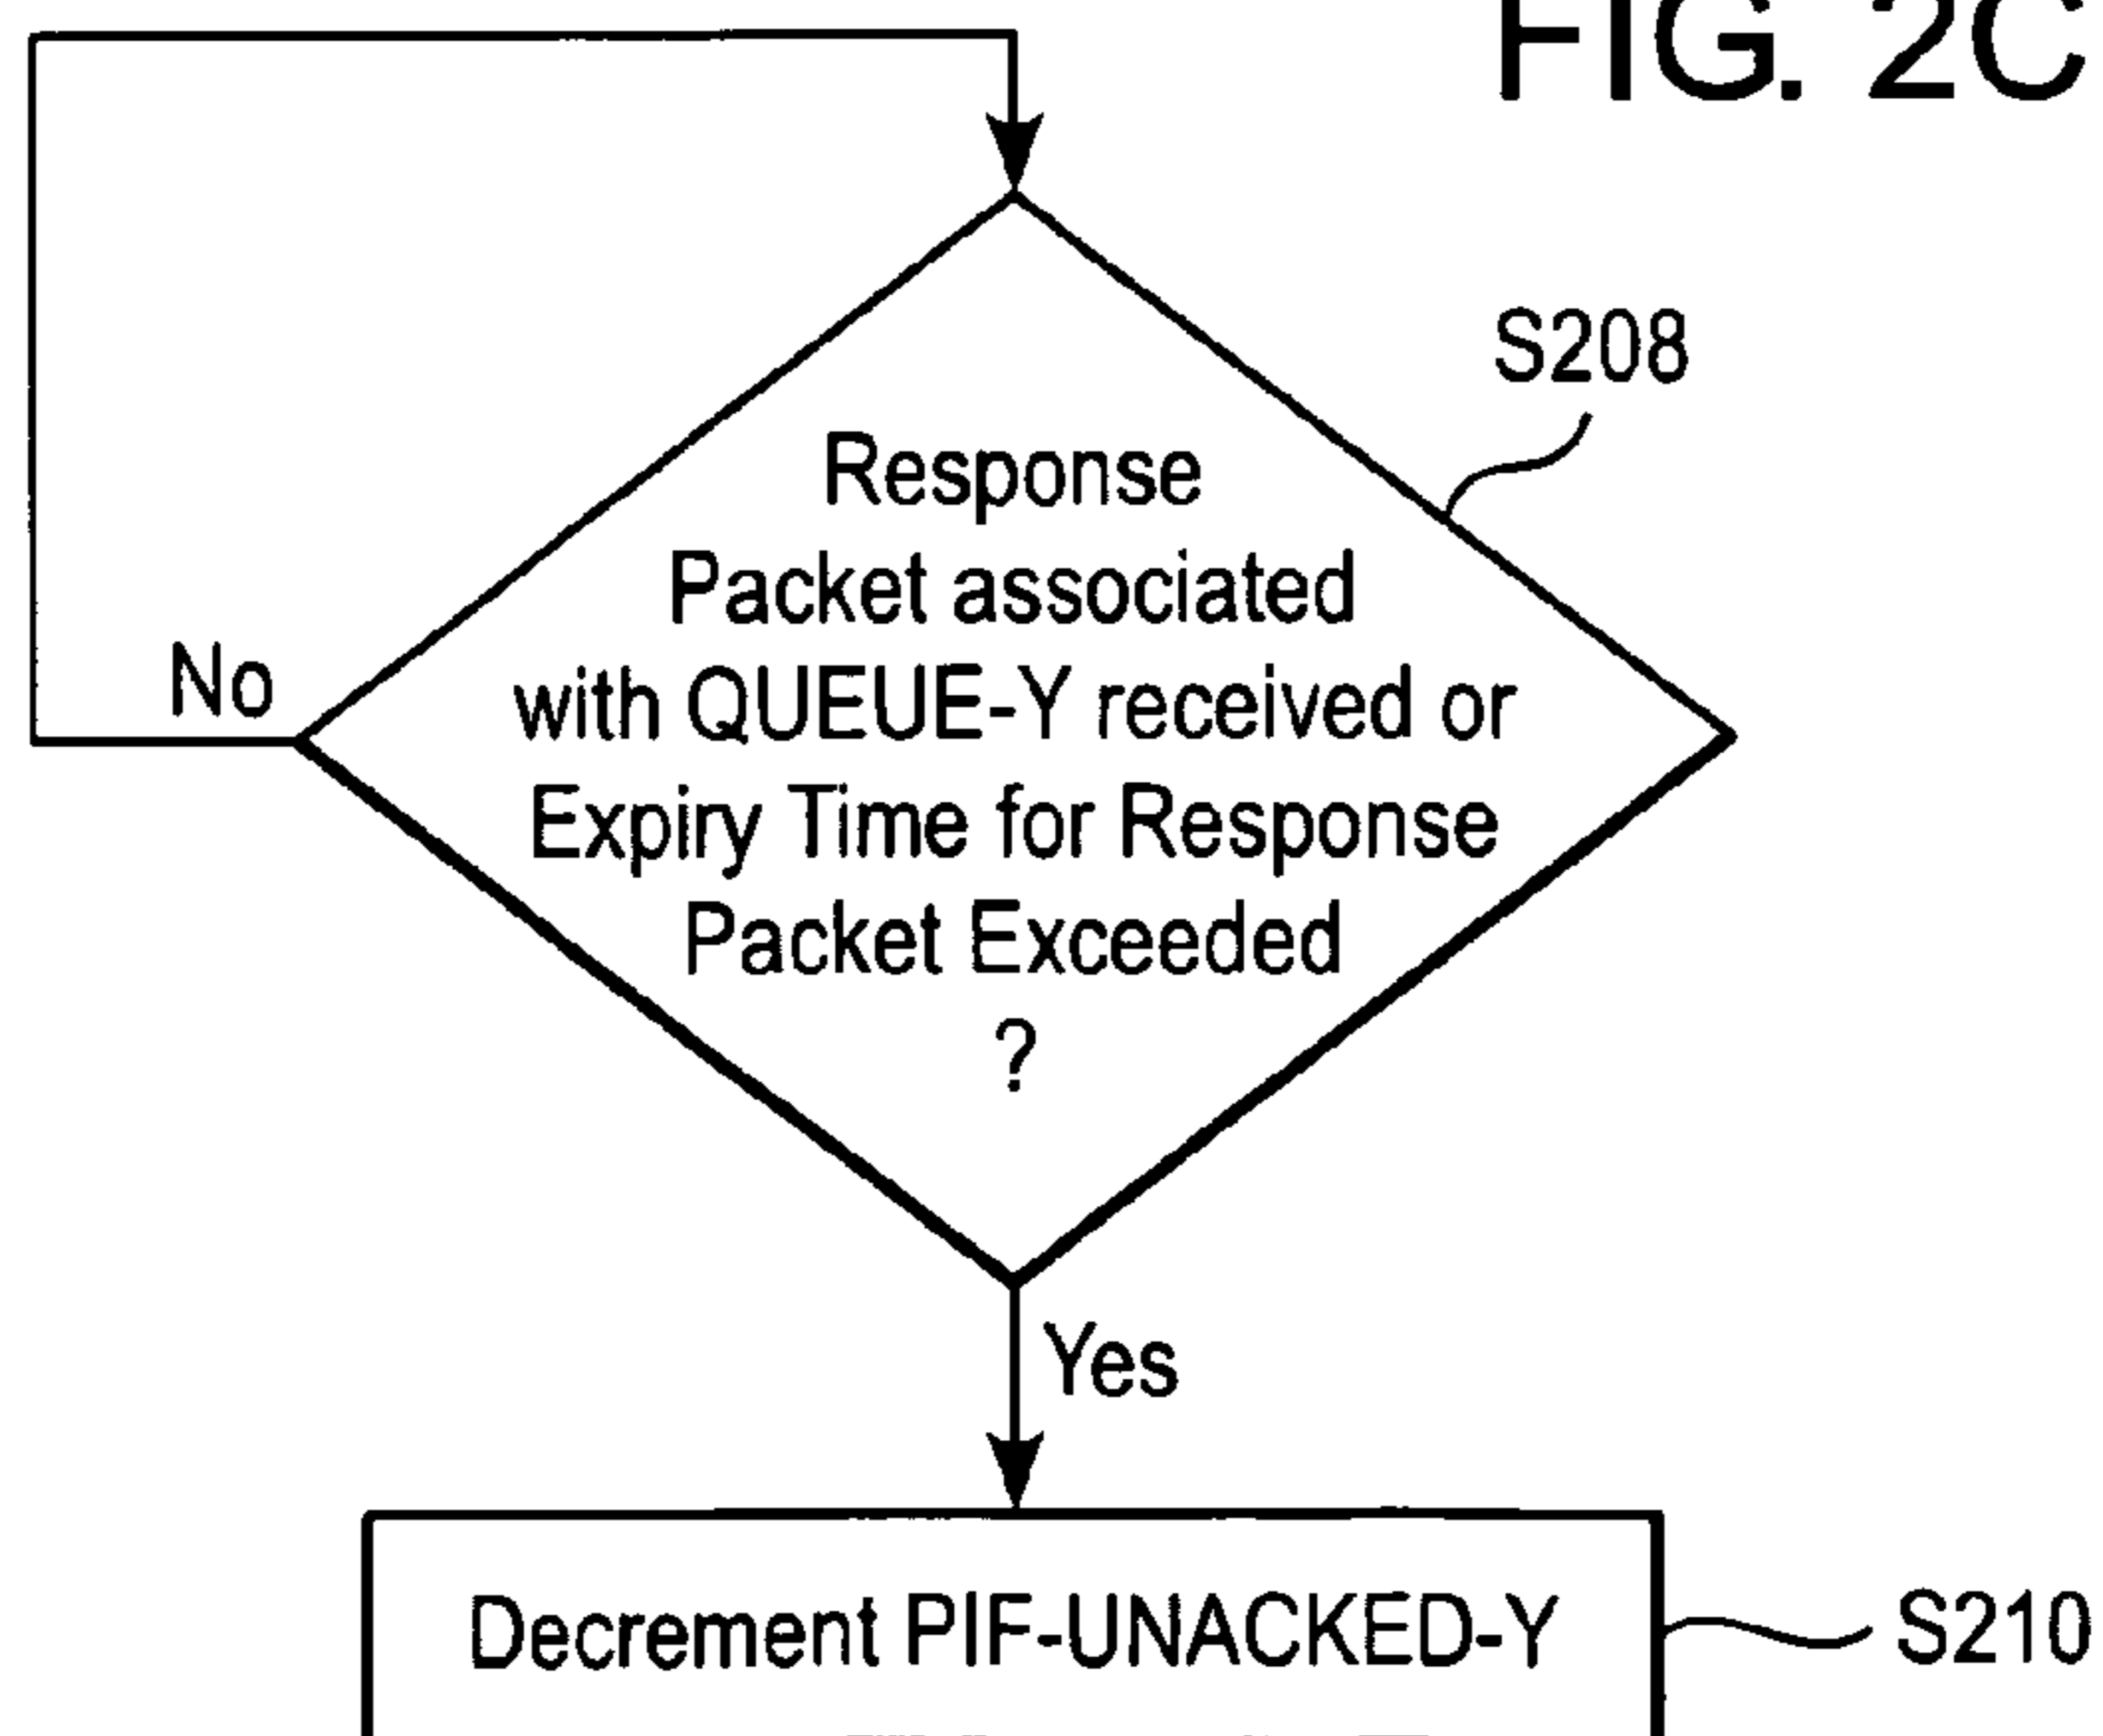 FIG. 2C
S208
Response
Packet associated
with QUEUE-Y received or
Expiry Time for Response
Packet Exceeded
?
No
Yes
Decrement PIF-UNACKED-Y
S210